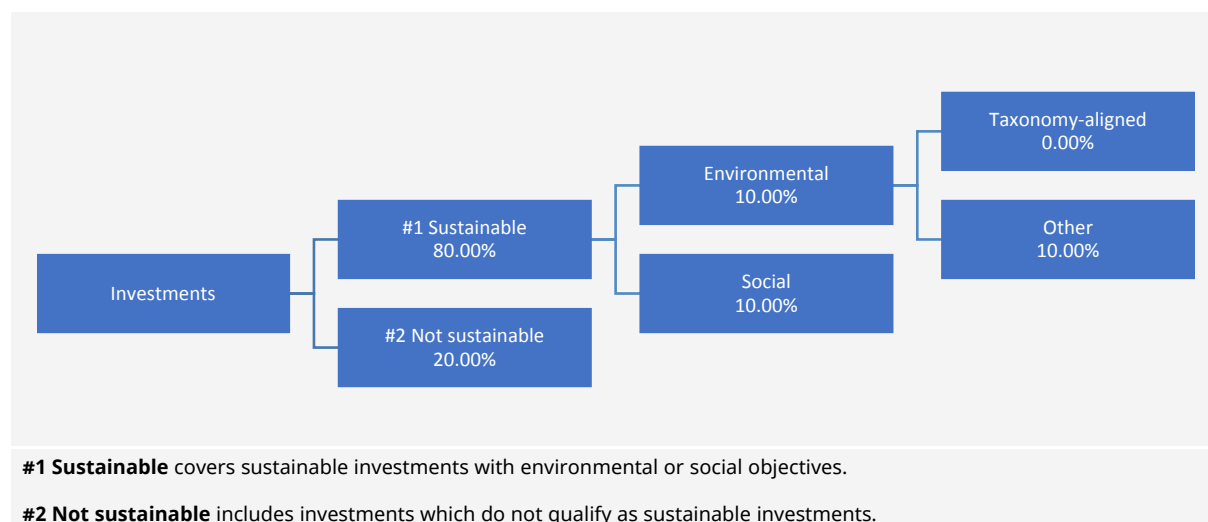 Taxonomy-aligned
0.00%
Environmental
10.00%
#1 Sustainable
80.00%
Other
10.00%
Investments
Social
10.00%
#2 Not sustainable
20.00%
#1 Sustainable covers sustainable investments with environmental or social objectives.
#2 Not sustainable includes investments which do not qualify as sustainable investments.